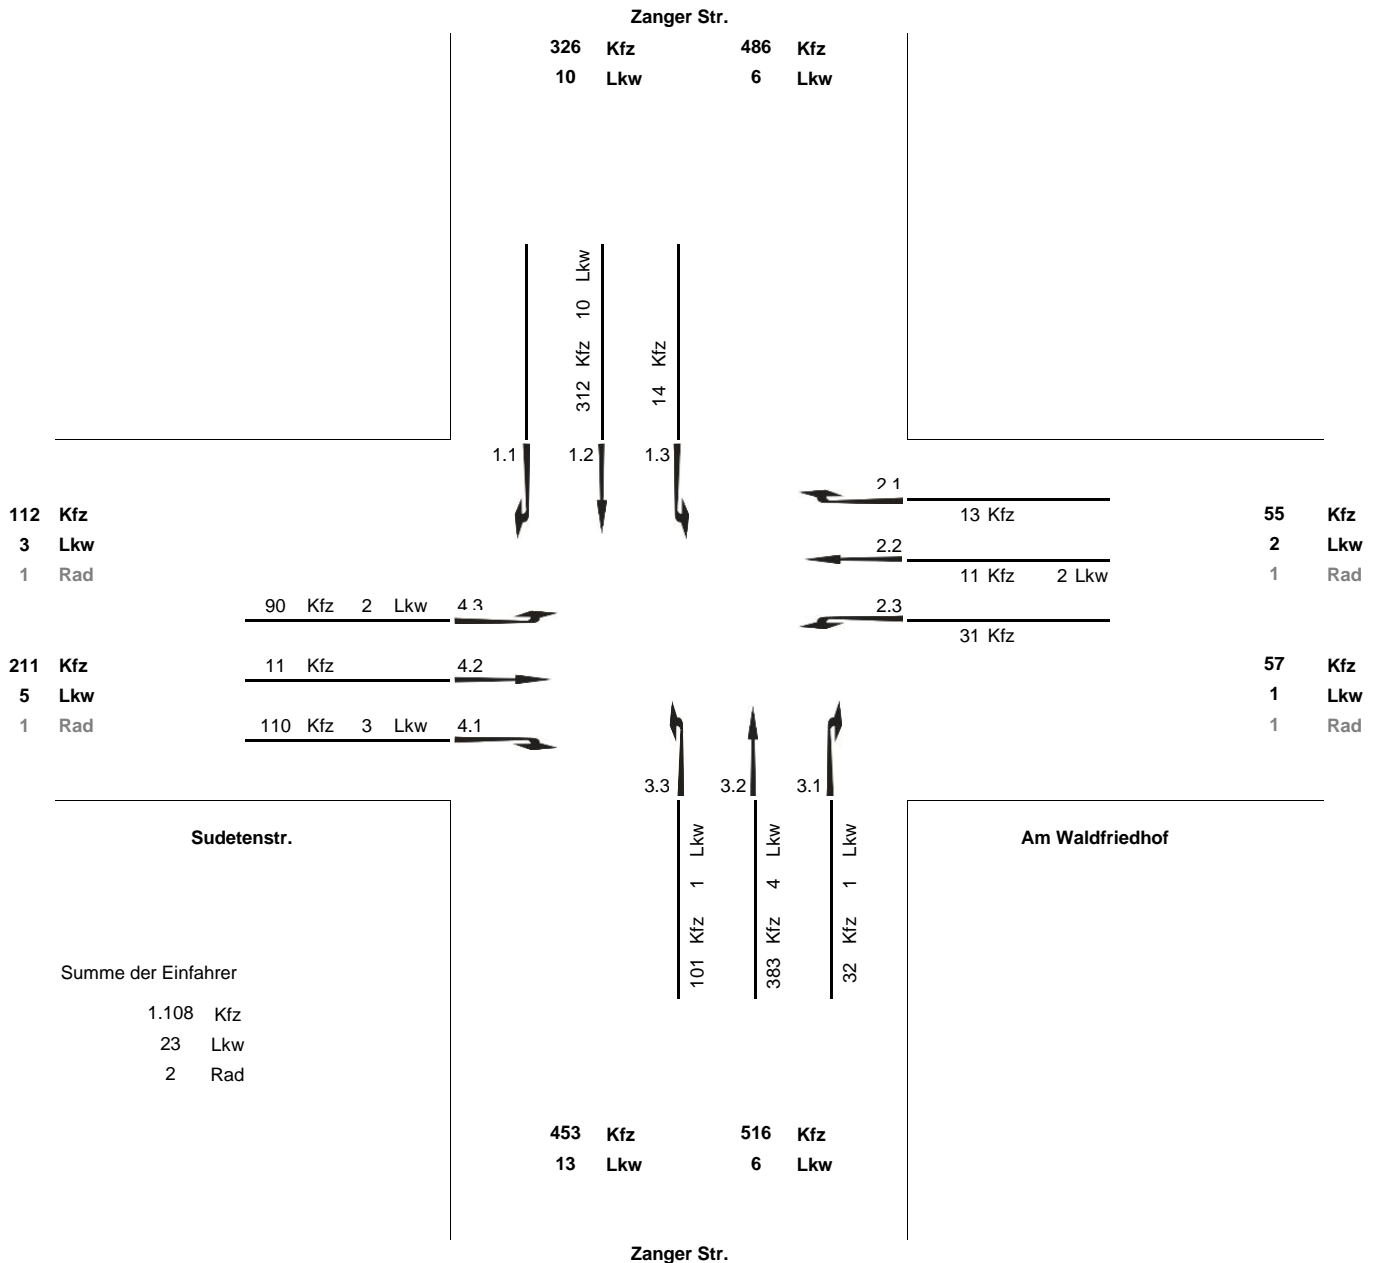 Zanger Str.
326 Kfz 486 Kfz
10 Lkw 6 Lkw
312 Kfz 10 Lkw
14 Kfz
1.1 1.2 1.3
2.1
13 Kfz
112 Kfz
3 Lkw
1 Rad
55 Kfz
2 Lkw
1 Rad
2.2
11 Kfz 2 Lkw
90 Kfz 2 Lkw 4.3
2.3
31 Kfz
211 Kfz
5 Lkw
1 Rad
11 Kfz 4.2
57 Kfz
1 Lkw
1 Rad
110 Kfz 3 Lkw 4.1
3.3 3.2 3.1
101 Kfz 1 Lkw
383 Kfz 4 Lkw
32 Kfz 1 Lkw
Sudetenstr.
Am Waldfriedhof
Summe der Einfahrer
1.108 Kfz
23 Lkw
2 Rad
453 Kfz 516 Kfz
13 Lkw 6 Lkw
Zanger Str.